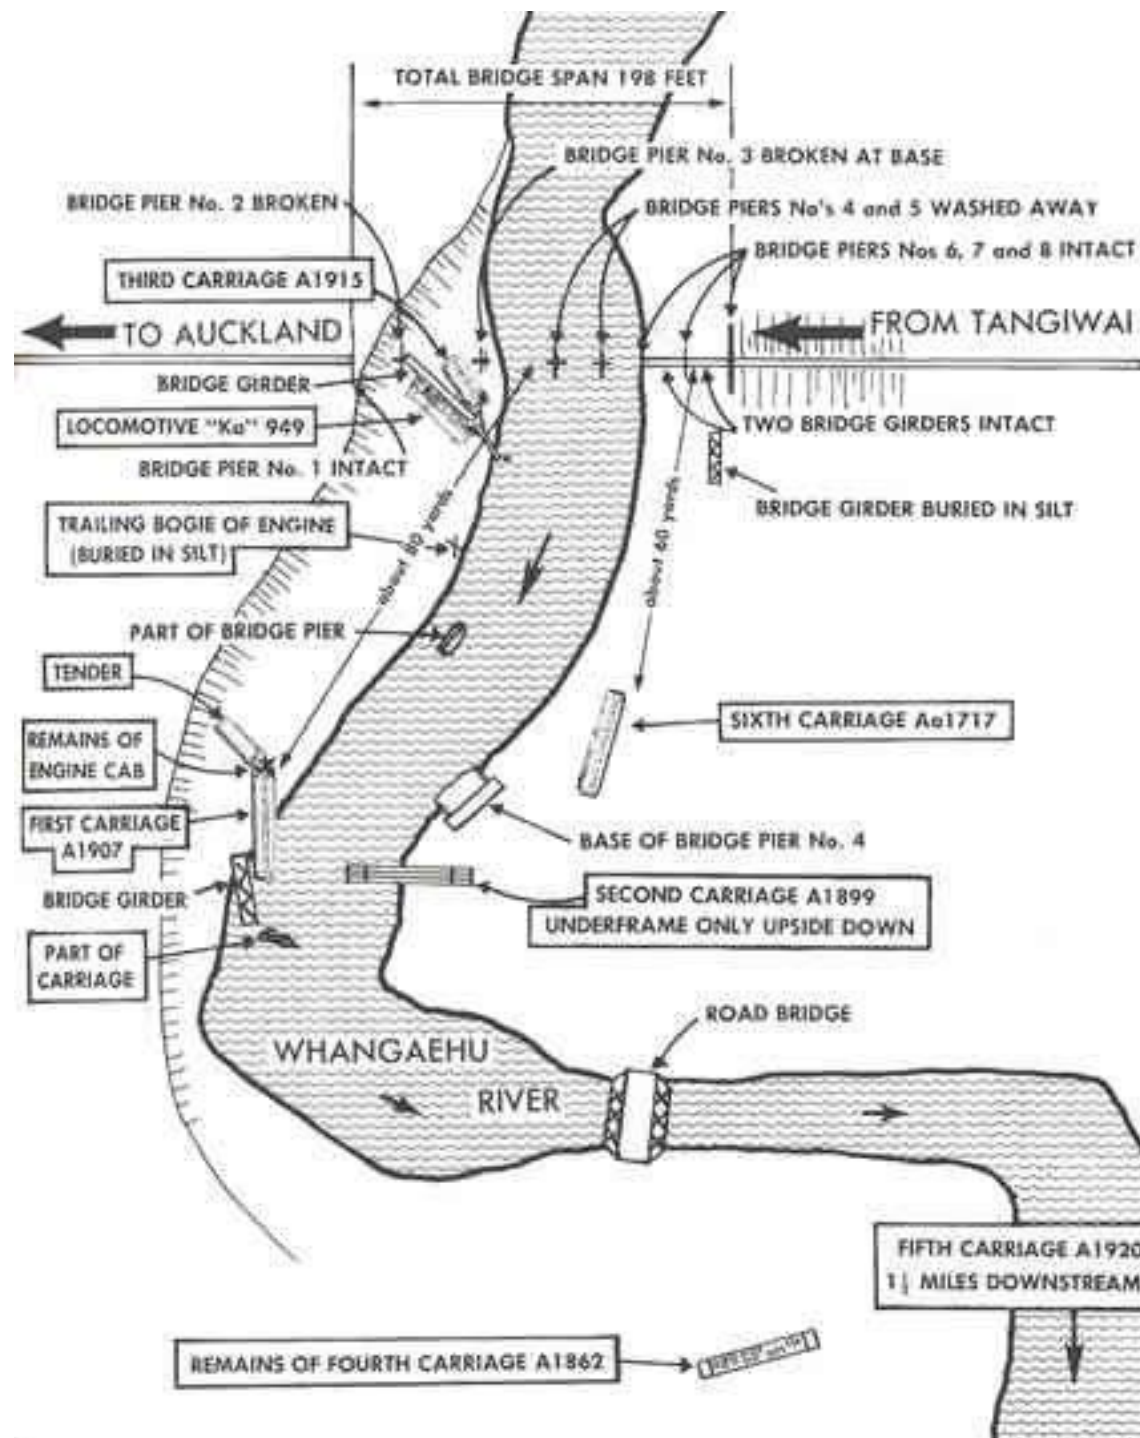 TOTAL BRIDGE SPAN 198 FEET
BRIDGE PIER No. 3 BROKEN AT BASE
BRIDGE PIER No. 2 BROKEN
BRIDGE PIERS No's 4 and 5 WASHED AWAY
BRIDGE PIERS Nos 6, 7 and 8 INTACT
THIRD CARRIAGE A1915
TO AUCKLAND
FROM TANGIWAI
BRIDGE GIRDER
LOCOMOTIVE "Ka" 949
TWO BRIDGE GIRDERS INTACT
BRIDGE PIER No. 1 INTACT
BRIDGE GIRDER BURIED IN SILT
TRAILING BOGIE OF ENGINE
(BURIED IN SILT)
about 80 yards
about 60 yards
PART OF BRIDGE PIER
TENDER
SIXTH CARRIAGE Aa1717
REMAINS OF
ENGINE CAB
FIRST CARRIAGE
A1907
BASE OF BRIDGE PIER No. 4
BRIDGE GIRDER
SECOND CARRIAGE A1899
UNDERFRAME ONLY UPSIDE DOWN
PART OF
CARRIAGE
ROAD BRIDGE
WHANGAEHU
RIVER
FIFTH CARRIAGE A1920
1½ MILES DOWNSTREAM
REMAINS OF FOURTH CARRIAGE A1862